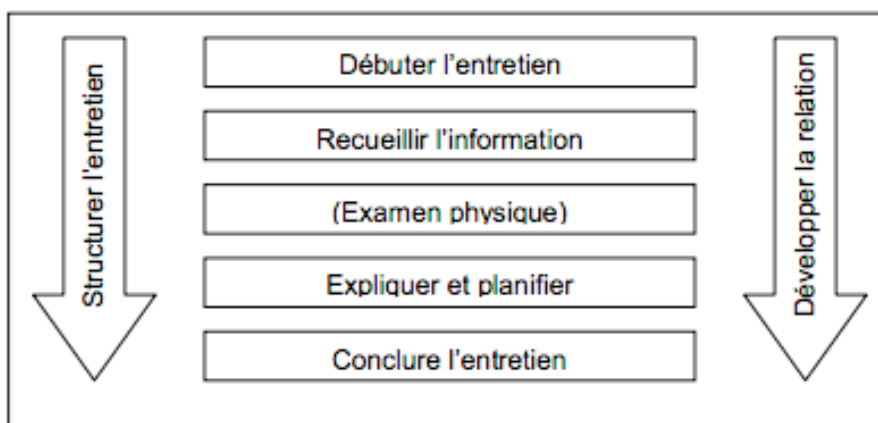 Structurer l'entretien
Débuter l'entretien
Recueillir l'information
(Examen physique)
Expliquer et planifier
Conclure l'entretien
Développer la relation